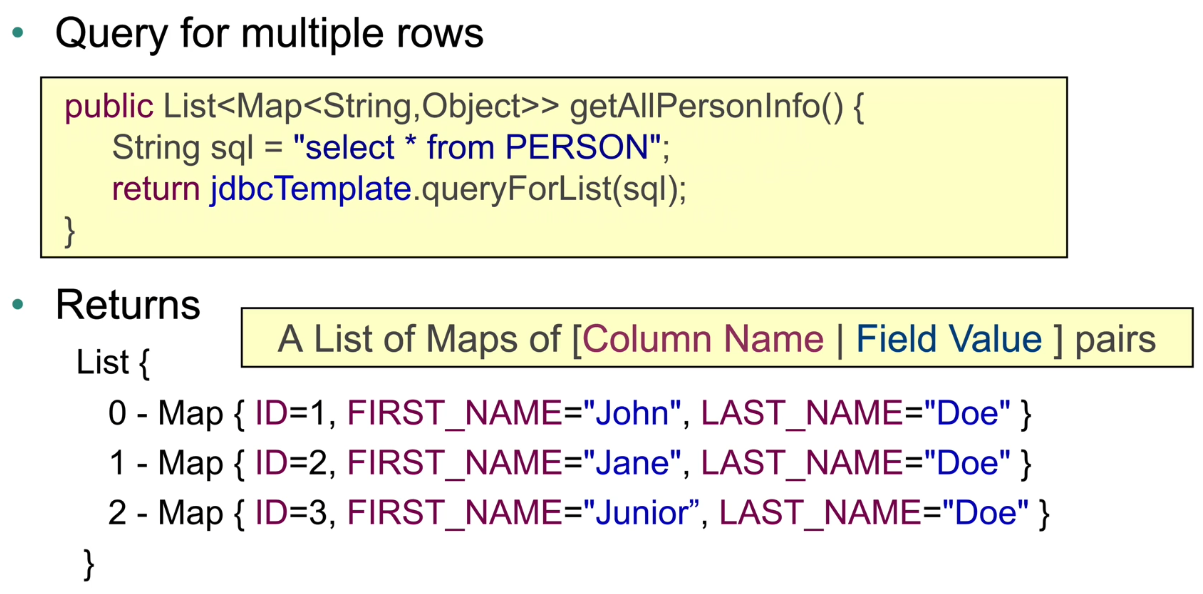 • Query for multiple rows
public List<Map<String,Object>> getAllPersonInfo() {
String sql = "select * from PERSON";
return jdbcTemplate.queryForList(sql);
}
• Returns
A List of Maps of [Column Name | Field Value ] pairs
List {
0 - Map { ID=1, FIRST_NAME="John", LAST_NAME="Doe" }
1 - Map { ID=2, FIRST_NAME="Jane", LAST_NAME="Doe" }
2 - Map { ID=3, FIRST_NAME="Junior”, LAST_NAME="Doe" }
}